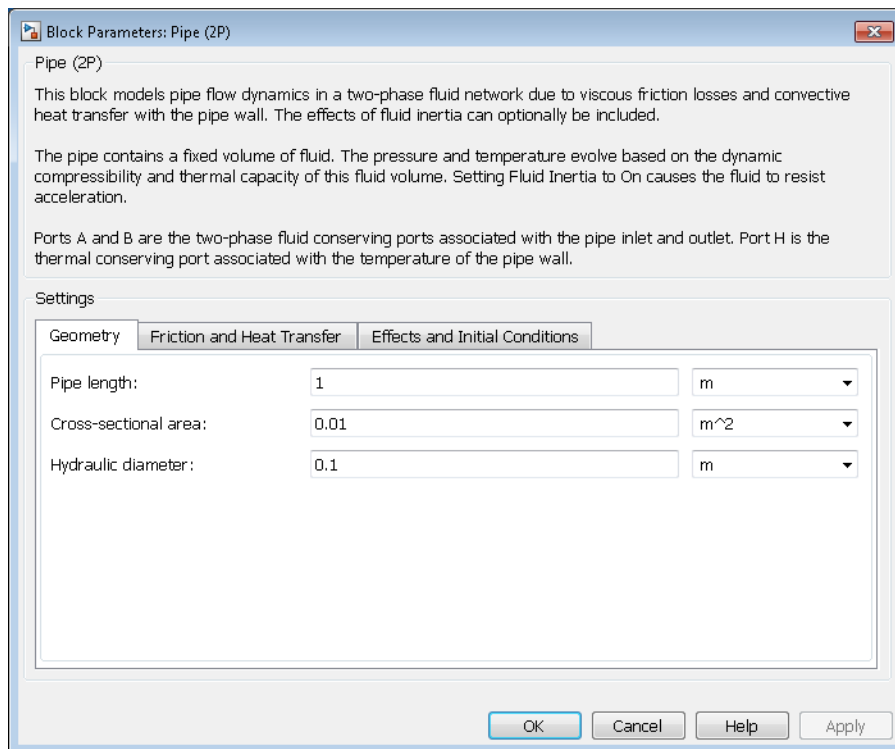 Block Parameters: Pipe (2P)
Pipe (2P)
This block models pipe flow dynamics in a two-phase fluid network due to viscous friction losses and convective
heat transfer with the pipe wall. The effects of fluid inertia can optionally be included.
The pipe contains a fixed volume of fluid. The pressure and temperature evolve based on the dynamic
compressibility and thermal capacity of this fluid volume. Setting Fluid Inertia to On causes the fluid to resist
acceleration.
Ports A and B are the two-phase fluid conserving ports associated with the pipe inlet and outlet. Port H is the
thermal conserving port associated with the temperature of the pipe wall.
Settings
Geometry Friction and Heat Transfer Effects and Initial Conditions
Pipe length: 1 m
Cross-sectional area: 0.01 m^2
Hydraulic diameter: 0.1 m
OK Cancel Help Apply